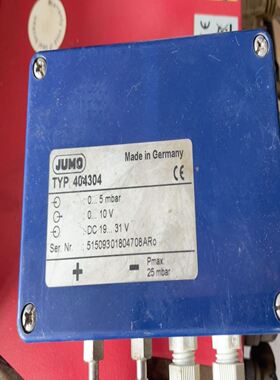 JUMO
Made in Germany
TYP 404304
CE
0... 5 mbar
0... 10 V
DC 19... 31 V
Ser. Nr. : 51509301804708ARo
+ -
Pmax.
25 mbar